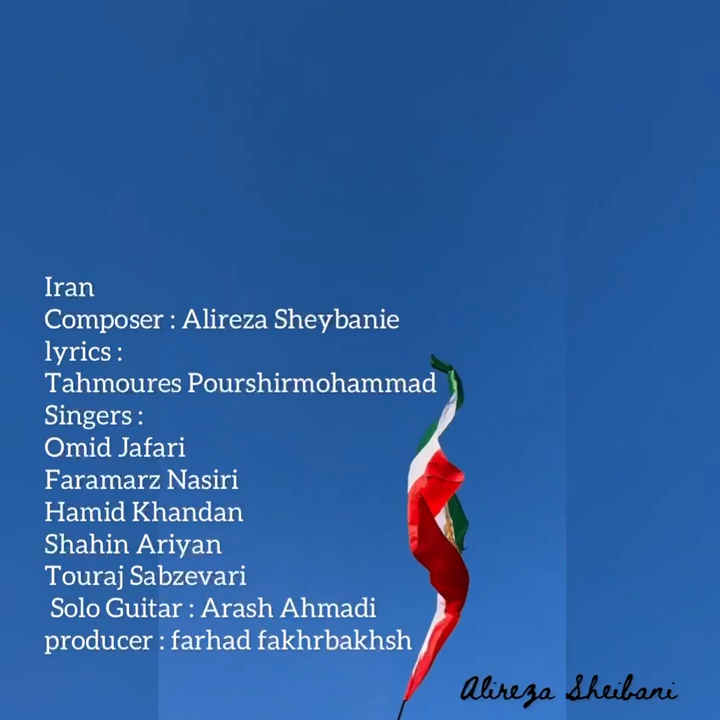 Iran
Composer : Alireza Sheybanie
lyrics :
Tahmoures Pourshirmohammad
Singers :
Omid Jafari
Faramarz Nasiri
Hamid Khandan
Shahin Ariyan
Touraj Sabzevari
Solo Guitar : Arash Ahmadi
producer : farhad fakhrbakhsh
Alireza Sheibani